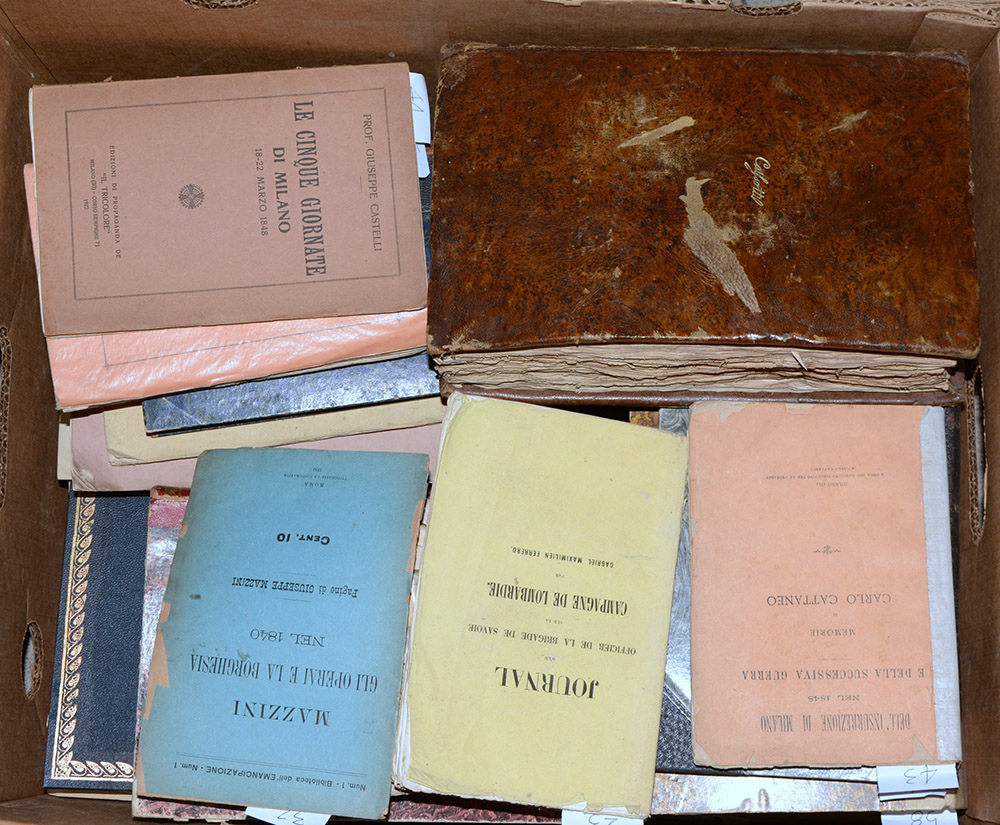 PROF. GIUSEPPE CASTELLI
LE CINQUE GIORNATE
DI MILANO
18-22 MARZO 1848
EDIZIONI DI PROPAGANDA DE
"IL TRICOLORE"
Num. 1 - Biblioteca dell'EMANCIPAZIONE - Num. 1
MAZZINI
GLI OPERAI E LA BORGHESIA
NEL 1840
Pagine di GIUSEPPE MAZZINI
CENT. 10
ROMA
JOURNAL
D'UN
OFFICIER DE LA BRIGADE DE SAVOIE
SUR LA
CAMPAGNE DE LOMBARDIE.
PAR
GABRIEL MAXIMILIEN FERRERO.
DELL'INSURREZIONE DI MILANO
NEL 1848
E DELLA SUCCESSIVA GUERRA
MEMORIE
DI
CARLO CATTANEO
43